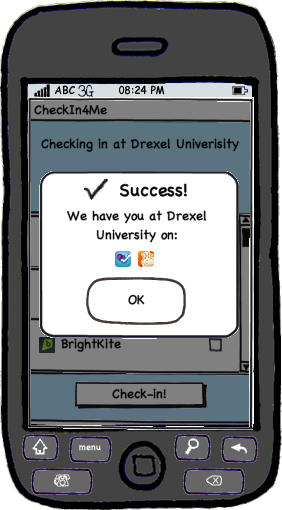 ABC 3G 08:24 PM
CheckIn4Me
Checking in at Drexel Univerisity
Success!
We have you at Drexel
University on:
OK
BrightKite
Check-in!
menu